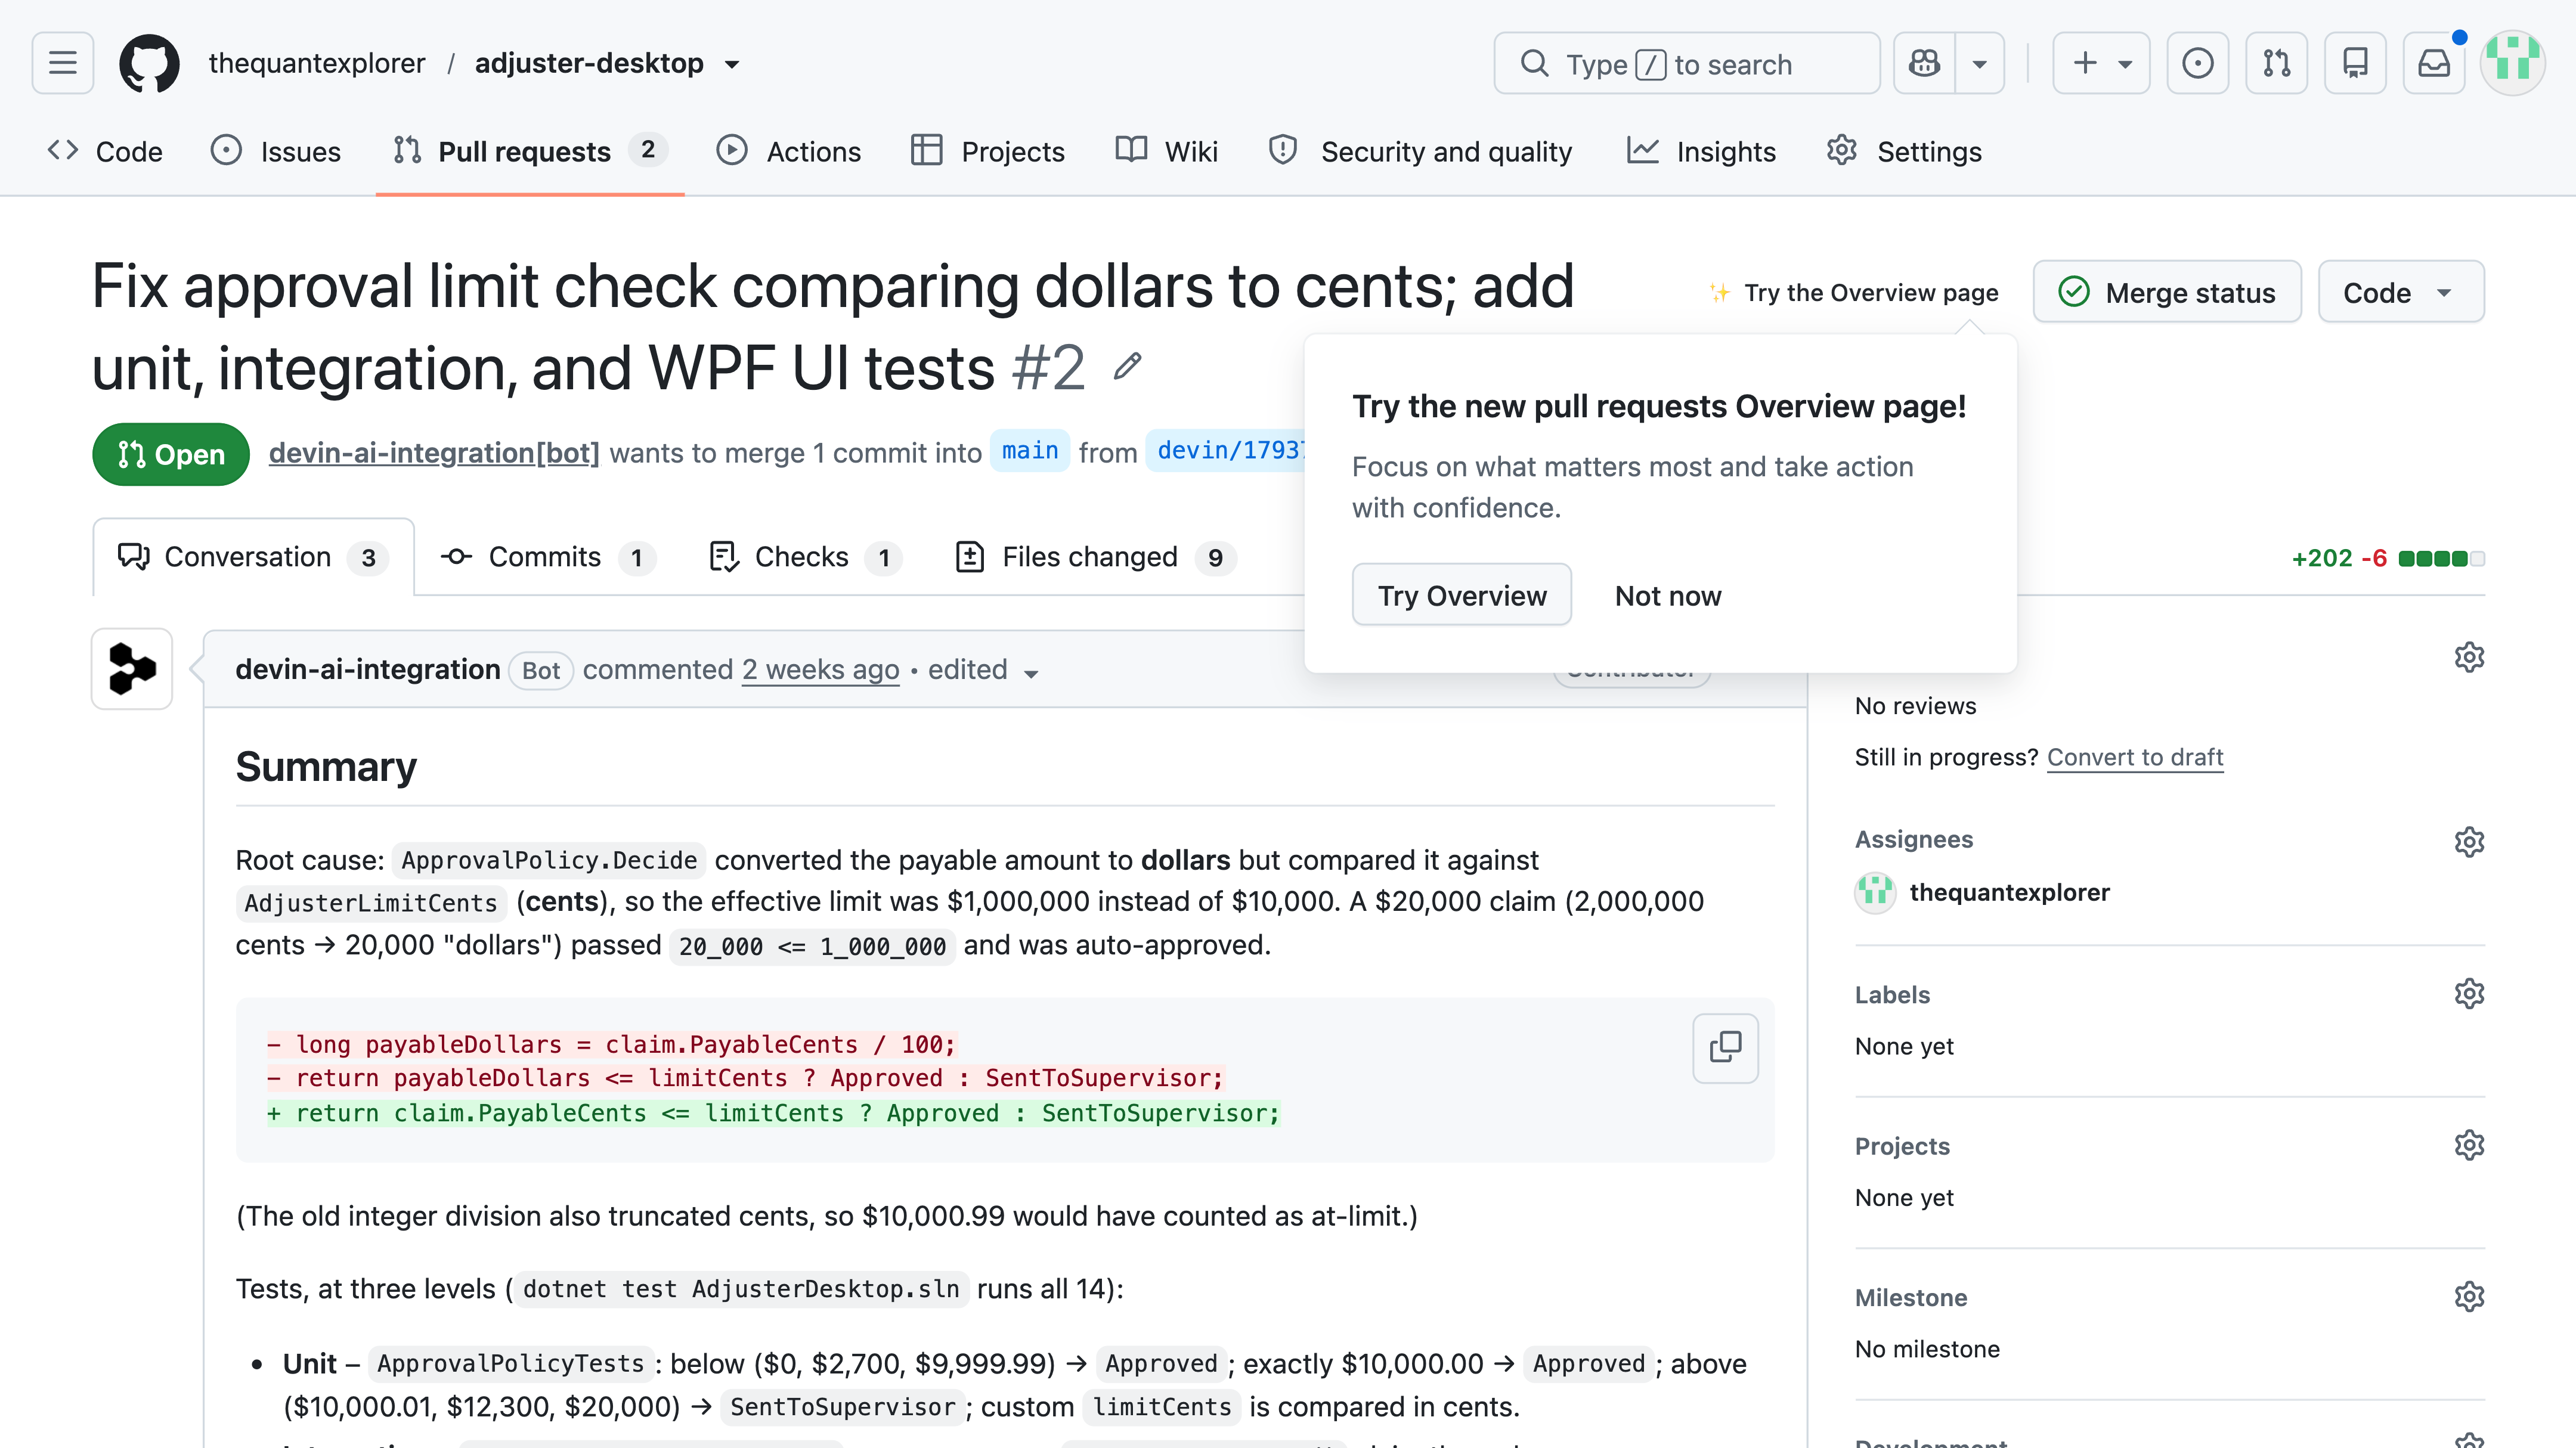 thequantexplorer / adjuster-desktop
Type / to search
Code
Issues
Pull requests 2
Actions
Projects
Wiki
Security and quality
Insights
Settings
Fix approval limit check comparing dollars to cents; add
unit, integration, and WPF UI tests #2
Try the Overview page
Merge status
Code
Try the new pull requests Overview page!
Focus on what matters most and take action
with confidence.
Try Overview
Not now
Open
devin-ai-integration[bot] wants to merge 1 commit into main from devin/1793
Conversation 3
Commits 1
Checks 1
Files changed 9
+202 -6
devin-ai-integration Bot commented 2 weeks ago • edited
Summary
Root cause: ApprovalPolicy.Decide converted the payable amount to dollars but compared it against
AdjusterLimitCents (cents), so the effective limit was $1,000,000 instead of $10,000. A $20,000 claim (2,000,000
cents → 20,000 "dollars") passed 20_000 <= 1_000_000 and was auto-approved.
- long payableDollars = claim.PayableCents / 100;
- return payableDollars <= limitCents ? Approved : SentToSupervisor;
+ return claim.PayableCents <= limitCents ? Approved : SentToSupervisor;
(The old integer division also truncated cents, so $10,000.99 would have counted as at-limit.)
Tests, at three levels (dotnet test AdjusterDesktop.sln runs all 14):
• Unit – ApprovalPolicyTests: below ($0, $2,700, $9,999.99) → Approved; exactly $10,000.00 → Approved; above
($10,000.01, $12,300, $20,000) → SentToSupervisor; custom limitCents is compared in cents.
No reviews
Still in progress? Convert to draft
Assignees
thequantexplorer
Labels
None yet
Projects
None yet
Milestone
No milestone
Development